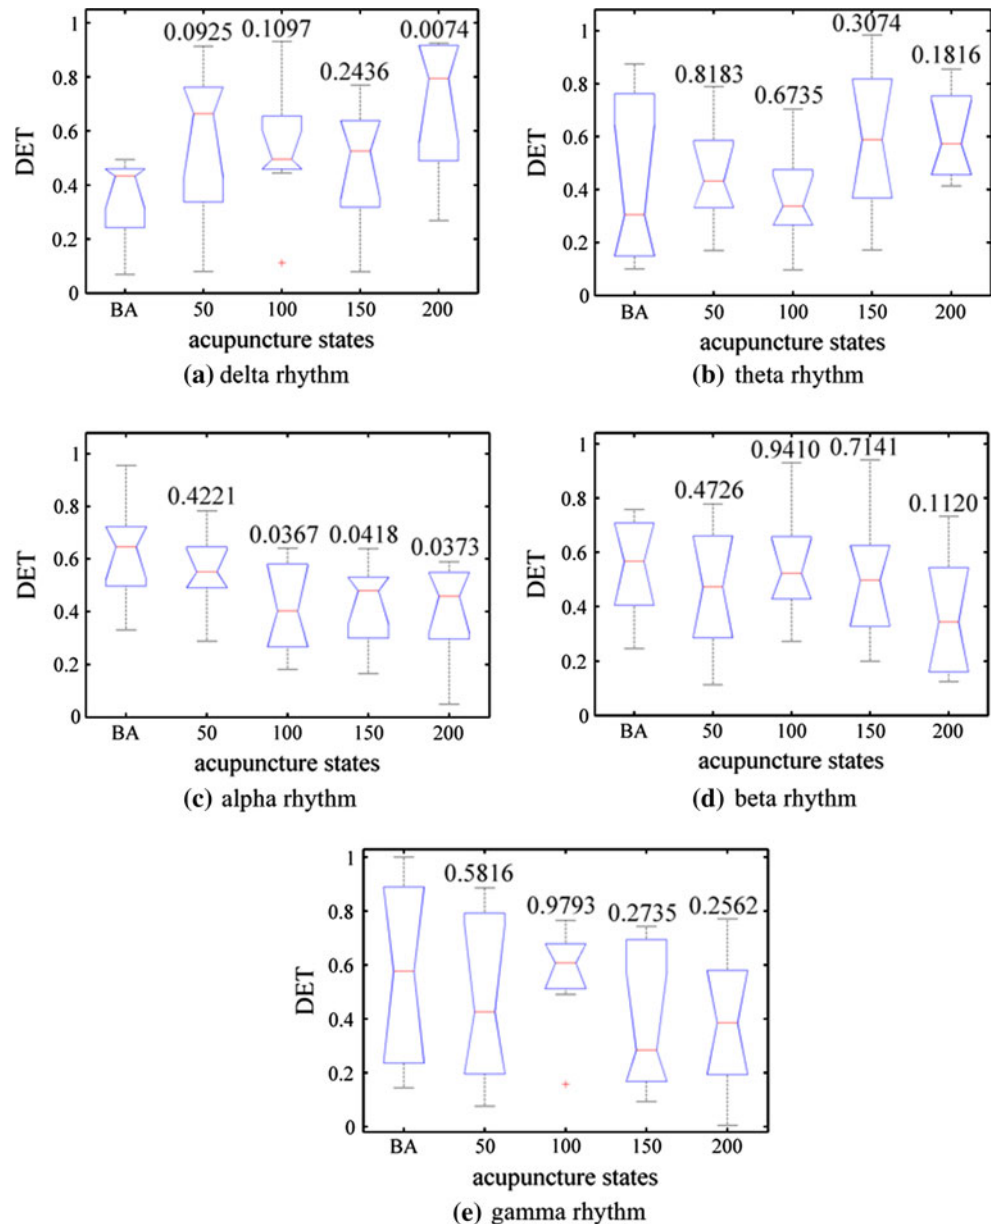 1
0.8
0.6
0.4
0.2
0
DET
0.0925
0.1097
0.2436
0.0074
BA 50 100 150 200
acupuncture states
(a) delta rhythm
1
0.8
0.6
0.4
0.2
0
DET
0.8183
0.6735
0.3074
0.1816
BA 50 100 150 200
acupuncture states
(b) theta rhythm
1
0.8
0.6
0.4
0.2
0
DET
0.4221
0.0367
0.0418
0.0373
BA 50 100 150 200
acupuncture states
(c) alpha rhythm
1
0.8
0.6
0.4
0.2
0
DET
0.4726
0.9410
0.7141
0.1120
BA 50 100 150 200
acupuncture states
(d) beta rhythm
1
0.8
0.6
0.4
0.2
0
DET
0.5816
0.9793
0.2735
0.2562
BA 50 100 150 200
acupuncture states
(e) gamma rhythm